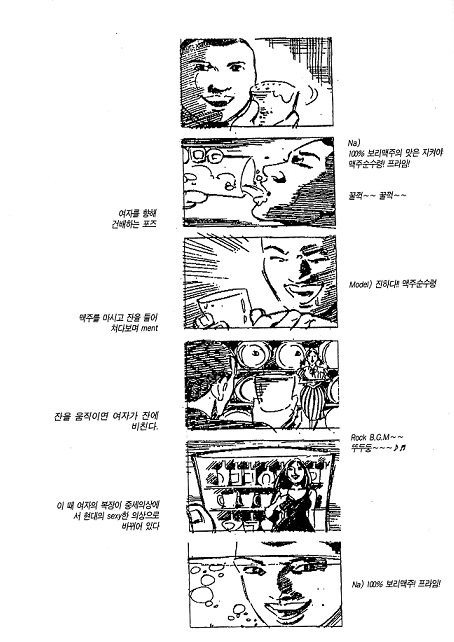 Na)
100% 보리맥주의 맛은 지켜야
맥주순수령! 프라임!
꿀꺽~~ 꿀꺽~~
여자를 향해
건배하는 포즈
Model) 진하다!! 맥주순수령
맥주를 마시고 잔을 들어
쳐다보며 ment
잔을 움직이면 여자가 잔에
비친다.
Rock B.G.M~~
뚜두둥~~~♪♬
이 때 여자의 복장이 중세의상에
서 현대의 sexy한 의상으로
바뀌어 있다
Na) 100% 보리맥주! 프라임!